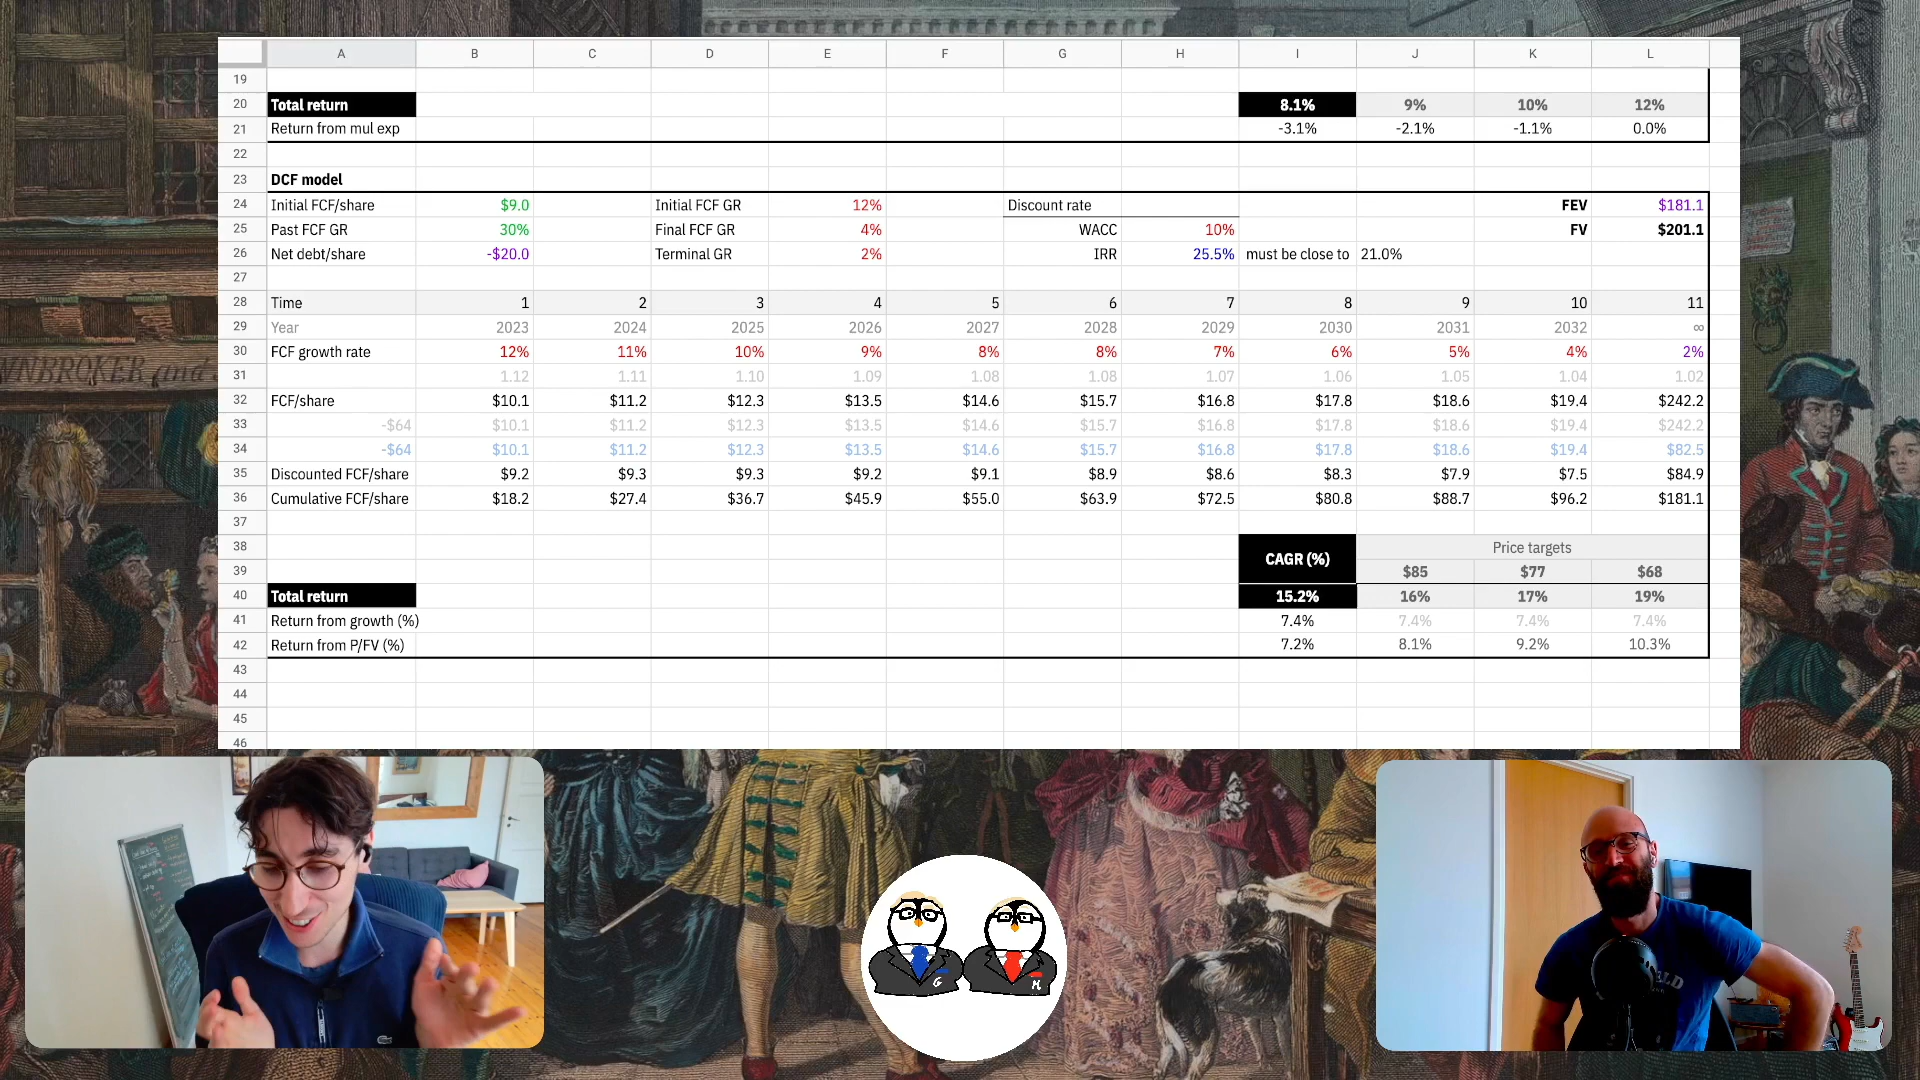 A B C D E F G H I J K L
19
20 Total return 8.1% 9% 10% 12%
21 Return from mul exp -3.1% -2.1% -1.1% 0.0%
22
23 DCF model
24 Initial FCF/share $9.0 Initial FCF GR 12% Discount rate FEV $181.1
25 Past FCF GR 30% Final FCF GR 4% WACC 10% FV $201.1
26 Net debt/share -$20.0 Terminal GR 2% IRR 25.5% must be close to 21.0%
27
28 Time 1 2 3 4 5 6 7 8 9 10 11
29 Year 2023 2024 2025 2026 2027 2028 2029 2030 2031 2032 ∞
30 FCF growth rate 12% 11% 10% 9% 8% 8% 7% 6% 5% 4% 2%
31 1.12 1.11 1.10 1.09 1.08 1.08 1.07 1.06 1.05 1.04 1.02
32 FCF/share $10.1 $11.2 $12.3 $13.5 $14.6 $15.7 $16.8 $17.8 $18.6 $19.4 $242.2
33 -$64 $10.1 $11.2 $12.3 $13.5 $14.6 $15.7 $16.8 $17.8 $18.6 $19.4 $242.2
34 -$64 $10.1 $11.2 $12.3 $13.5 $14.6 $15.7 $16.8 $17.8 $18.6 $19.4 $82.5
35 Discounted FCF/share $9.2 $9.3 $9.3 $9.2 $9.1 $8.9 $8.6 $8.3 $7.9 $7.5 $84.9
36 Cumulative FCF/share $18.2 $27.4 $36.7 $45.9 $55.0 $63.9 $72.5 $80.8 $88.7 $96.2 $181.1
37
38 CAGR (%) Price targets
39 $85 $77 $68
40 Total return 15.2% 16% 17% 19%
41 Return from growth (%) 7.4% 7.4% 7.4% 7.4%
42 Return from P/FV (%) 7.2% 8.1% 9.2% 10.3%
43
44
45
46
NBROKER and
G M